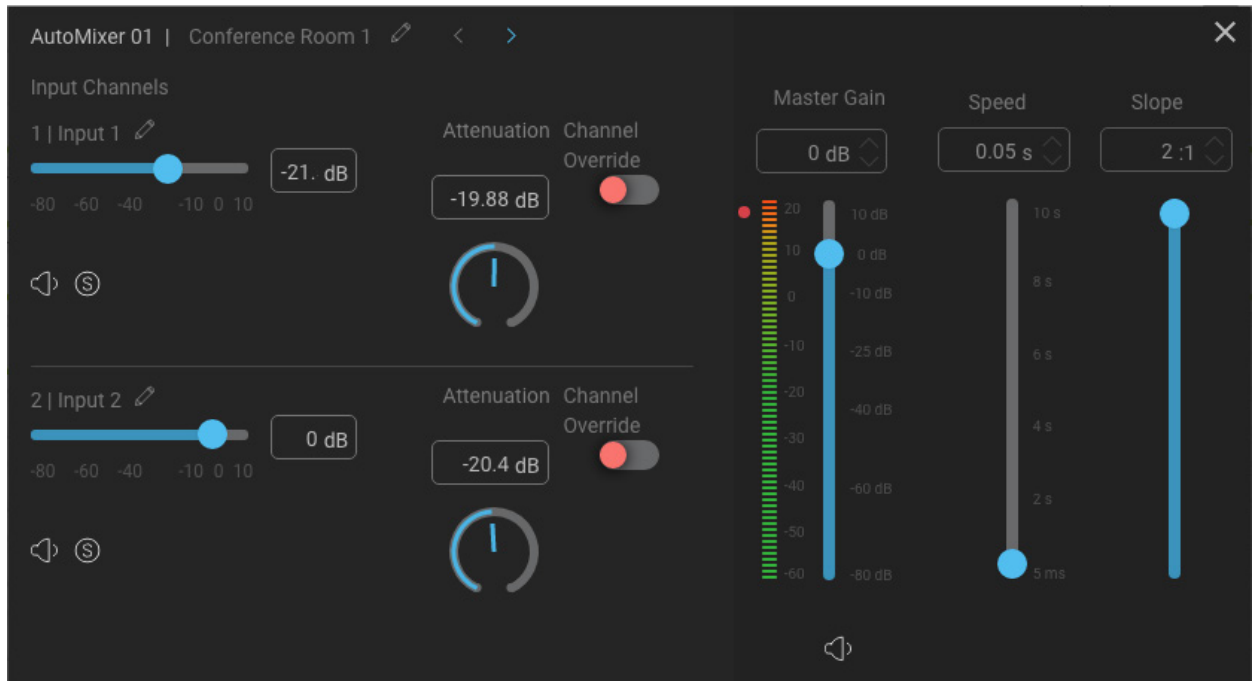 AutoMixer 01 | Conference Room 1 < >
Input Channels
1 | Input 1
-21. dB
-80 -60 -40 -10 0 10
Attenuation
-19.88 dB
Channel
Override
S
2 | Input 2
0 dB
-80 -60 -40 -10 0 10
Attenuation
-20.4 dB
Channel
Override
S
Master Gain
0 dB
20
10
0
-10
-20
-30
-40
-50
-60
10 dB
0 dB
-10 dB
-25 dB
-40 dB
-60 dB
-80 dB
Speed
0.05 s
10 s
8 s
6 s
4 s
2 s
5 ms
Slope
2 :1